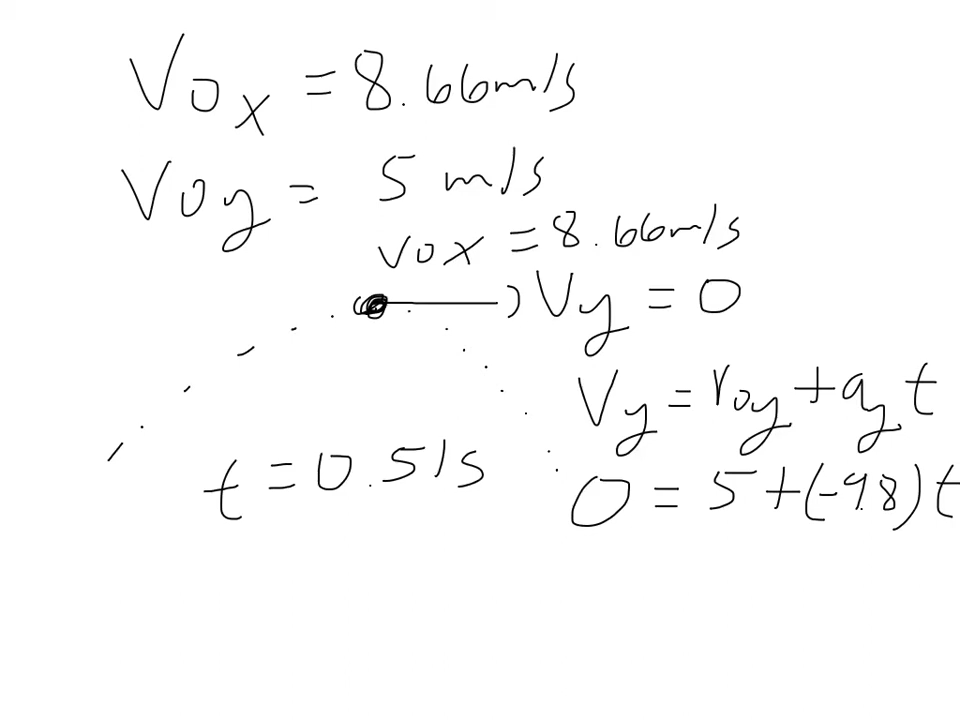 Vox = 8.66m/s
Voy = 5 m/s
vox = 8.66m/s
Vy = 0
Vy = voy + ay t
t = 0.51s
0 = 5 + (-9.8) t